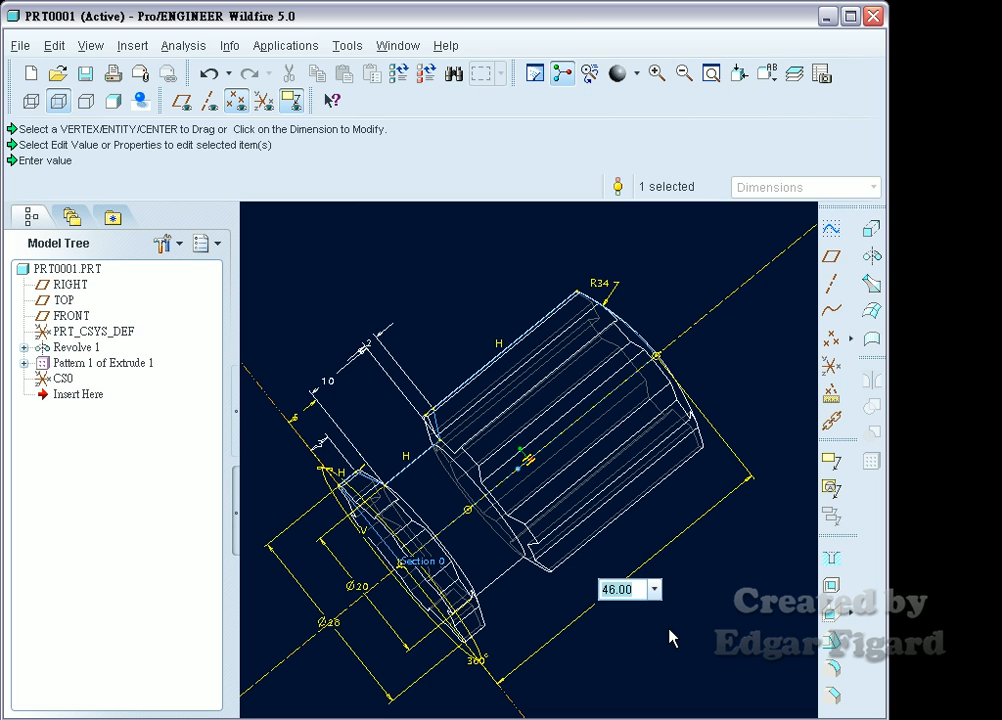 PRT0001 (Active) - Pro/ENGINEER Wildfire 5.0
File Edit View Insert Analysis Info Applications Tools Window Help
Select a VERTEX/ENTITY/CENTER to Drag or Click on the Dimension to Modify.
Select Edit Value or Properties to edit selected item(s)
Enter value
1 selected
Dimensions
Model Tree
PRT0001.PRT
RIGHT
TOP
FRONT
PRT_CSYS_DEF
Revolve 1
Pattern 1 of Extrude 1
CS0
Insert Here
R34
H
10
H
H
V
Section 0
Ø20
360°
46.00
Created by
Edgar Figard